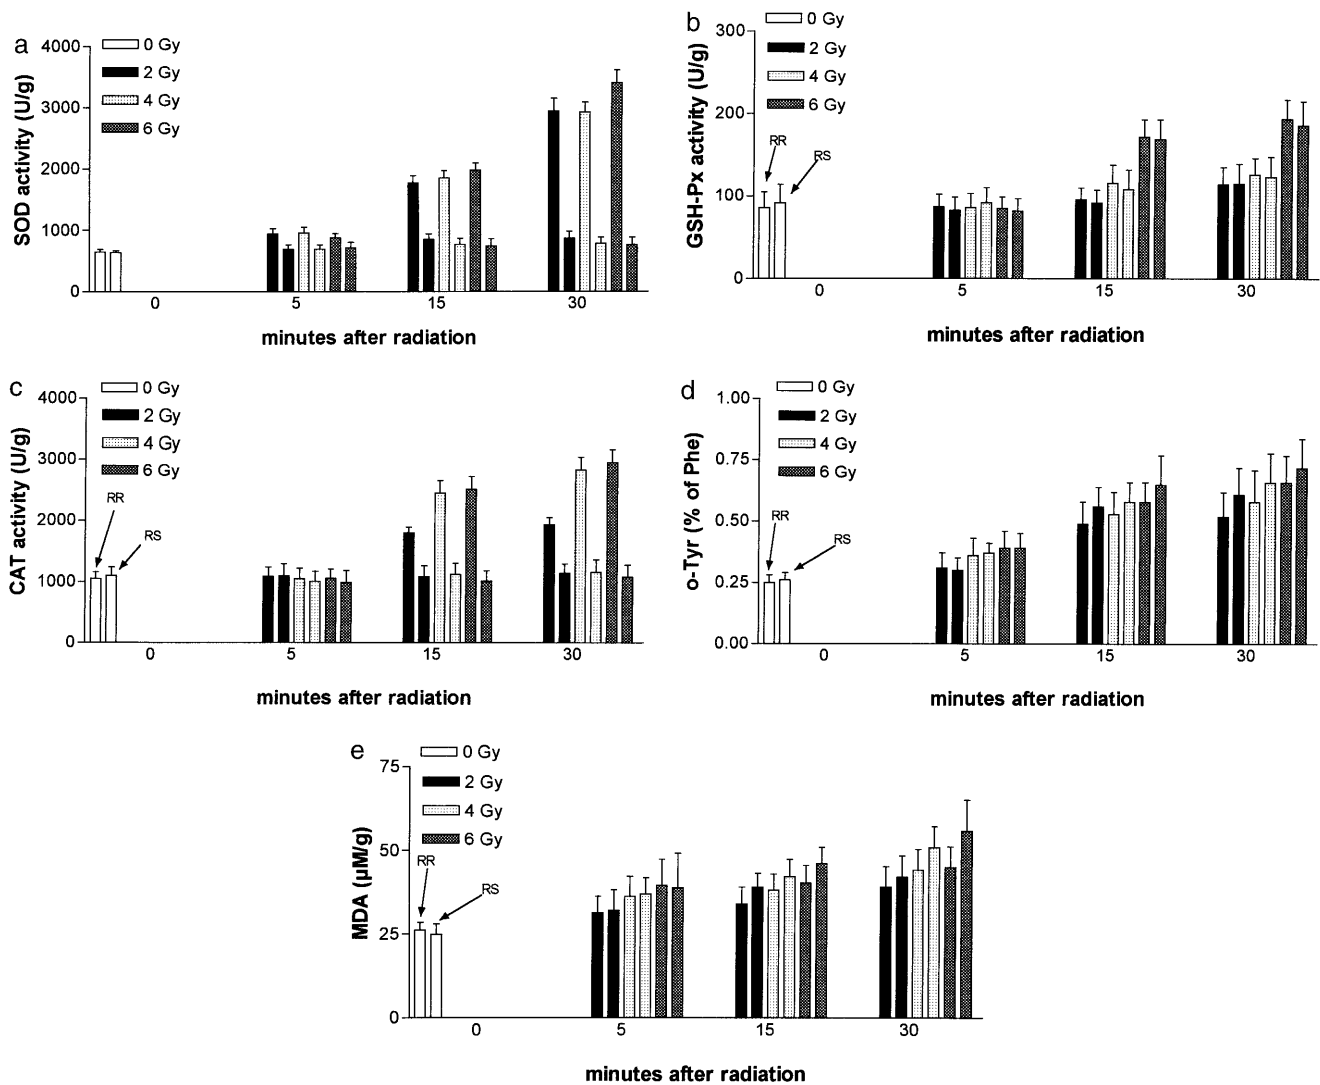 a
0 Gy
2 Gy
4 Gy
6 Gy
SOD activity (U/g)
4000
3000
2000
1000
0
0 5 15 30
minutes after radiation
b
0 Gy
2 Gy
4 Gy
6 Gy
GSH-Px activity (U/g)
300
200
100
0
RR
RS
0 5 15 30
minutes after radiation
c
0 Gy
2 Gy
4 Gy
6 Gy
CAT activity (U/g)
4000
3000
2000
1000
0
RR
RS
0 5 15 30
minutes after radiation
d
0 Gy
2 Gy
4 Gy
6 Gy
o-Tyr (% of Phe)
1.00
0.75
0.50
0.25
0.00
RR
RS
0 5 15 30
minutes after radiation
e
0 Gy
2 Gy
4 Gy
6 Gy
MDA (µM/g)
75
50
25
0
RR
RS
0 5 15 30
minutes after radiation